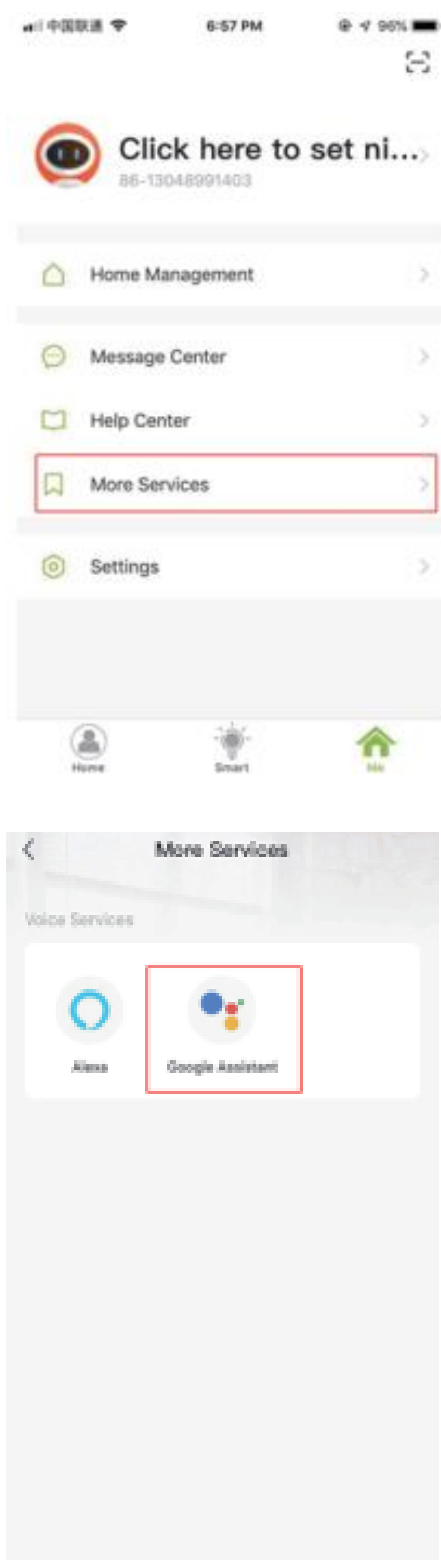 中国联通
6:57 PM
96%
Click here to set ni...
86-13048991403
Home Management
Message Center
Help Center
More Services
Settings
Home
Smart
Me
More Services
Voice Services
Alexa
Google Assistant